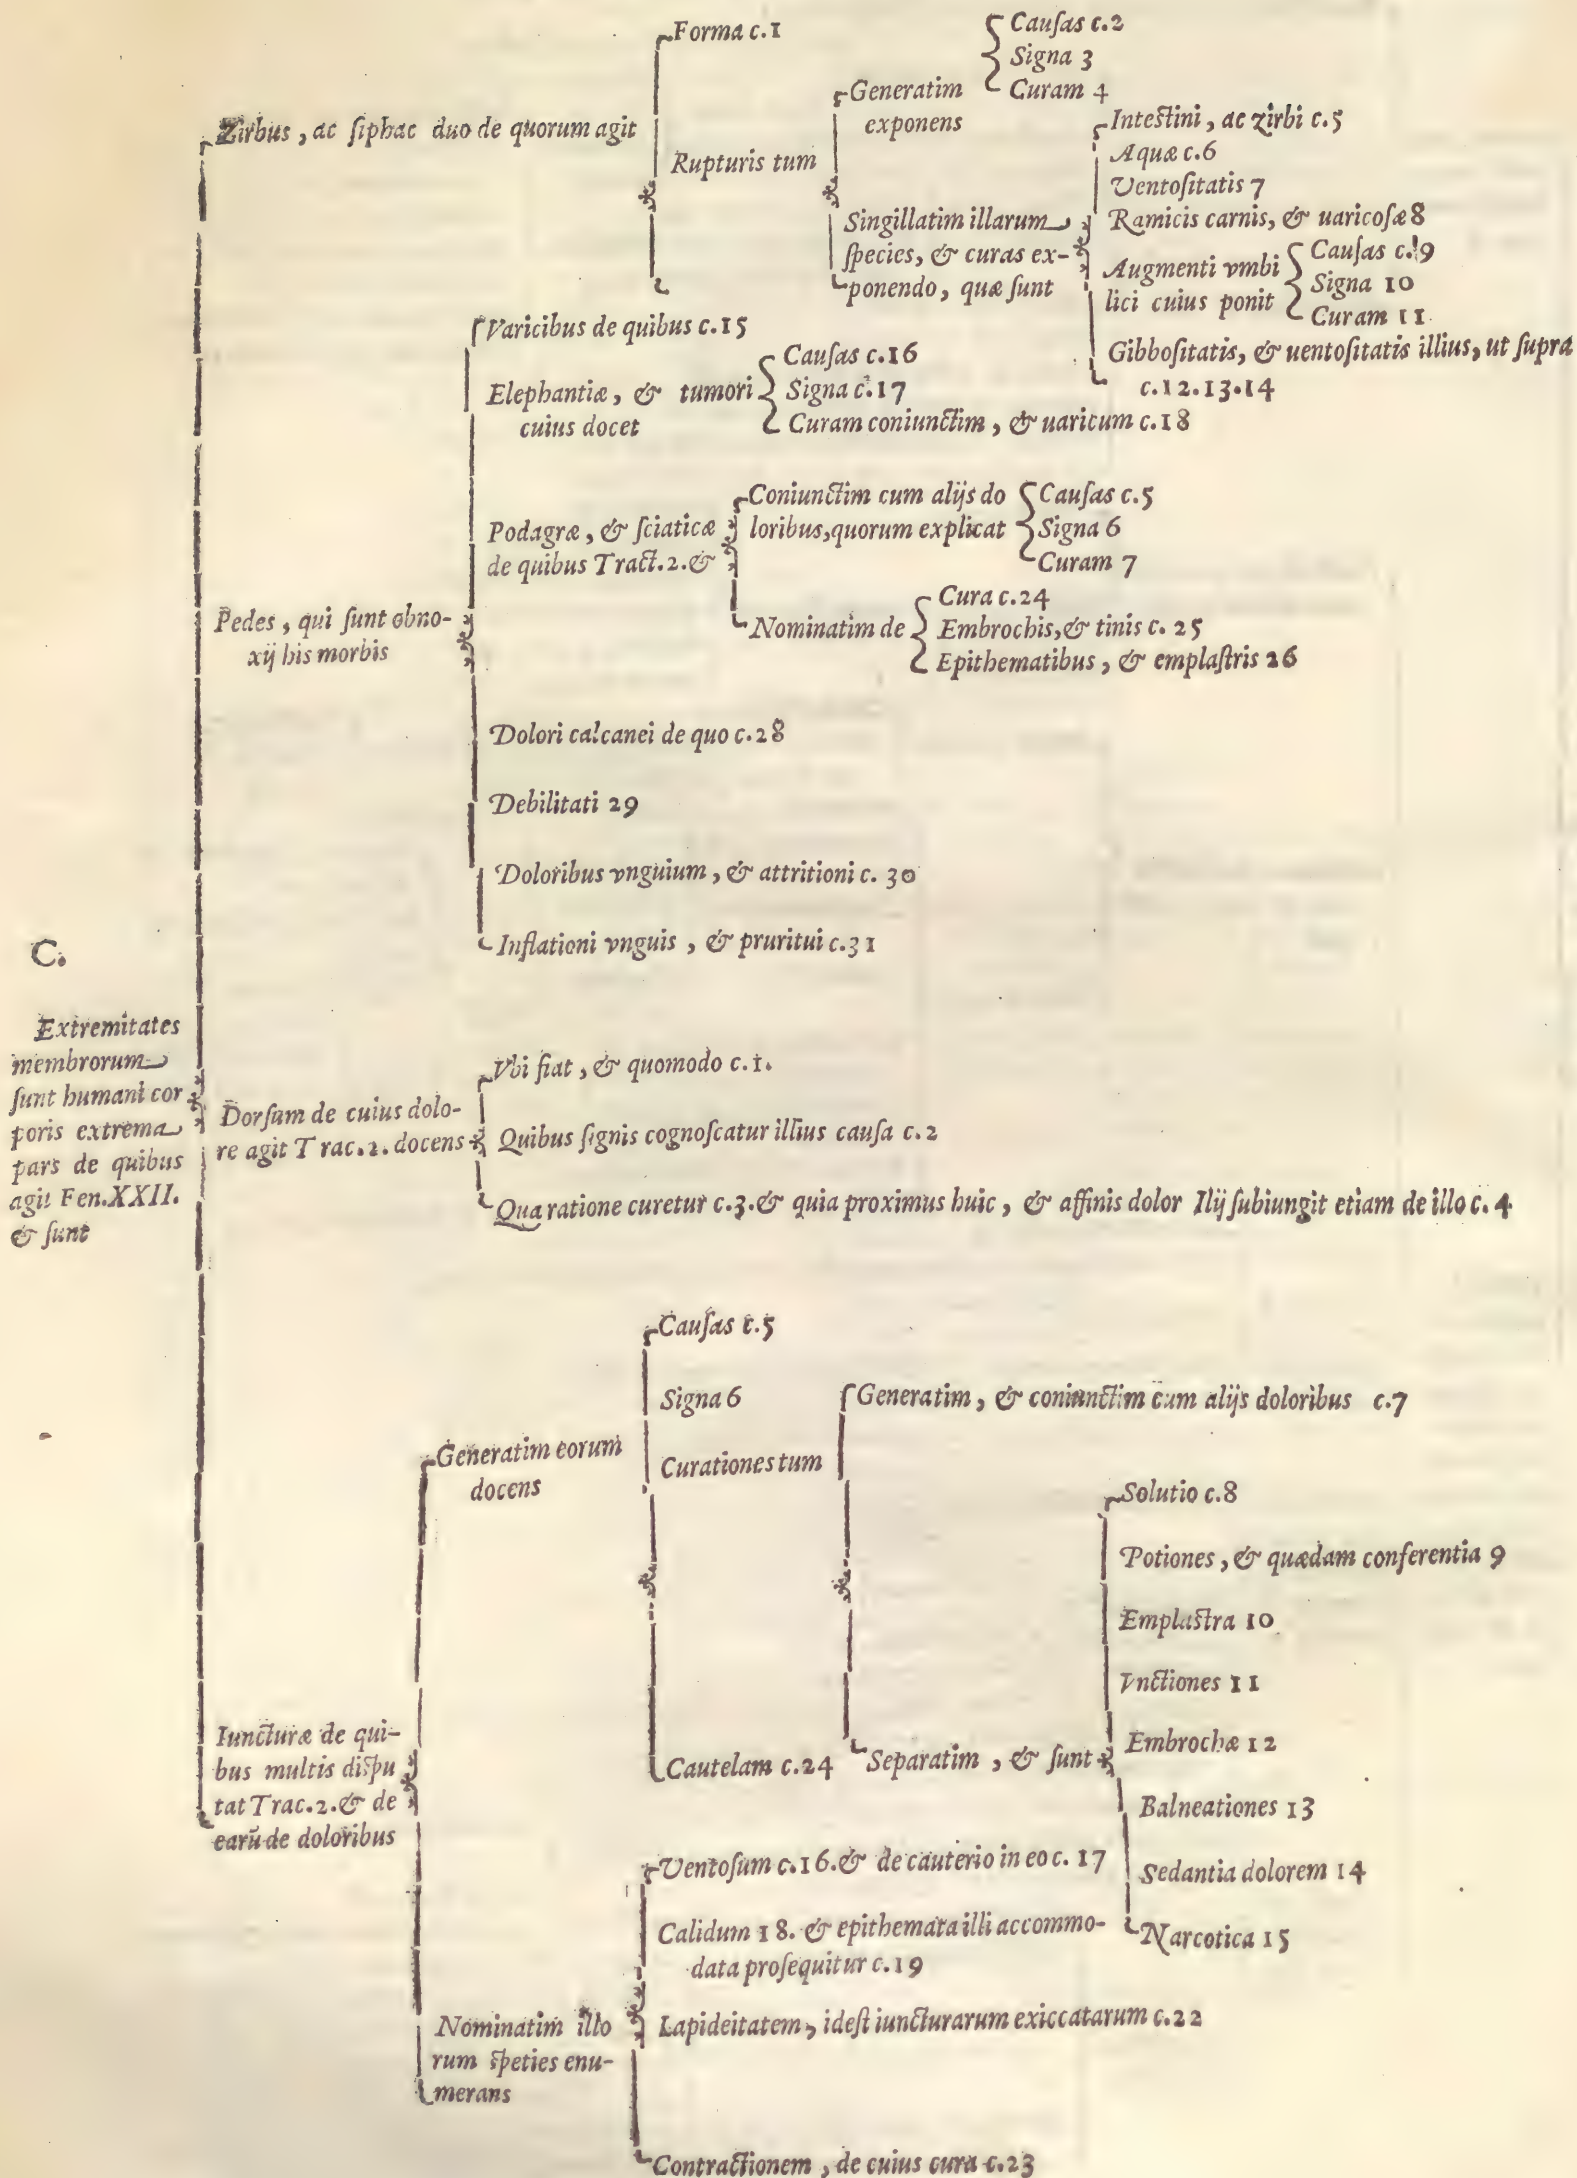 C.
Extremitates
membrorum
ſunt humani cor
poris extrema
pars de quibus
agit Fen.XXII.
& ſunt
Zirbus, ac ſiphac duo de quorum agit
Forma c.1
Rupturis tum
Generatim
exponens
Cauſas c.2
Signa 3
Curam 4
Singillatim illarum
ſpecies, & curas ex-
ponendo, quæ ſunt
Inteſtini, ac zirbi c.5
Aquæ c.6
Ventoſitatis 7
Ramicis carnis, & uaricoſæ 8
Augmenti vmbi
lici cuius ponit
Cauſas c.9
Signa 10
Curam 11
Gibboſitatis, & uentoſitatis illius, ut ſupra
c.12.13.14
Pedes, qui ſunt obno-
xij his morbis
Varicibus de quibus c.15
Elephantiæ, & tumori
cuius docet
Cauſas c.16
Signa c.17
Curam coniunctim, & uaricum c.18
Podagræ, & ſciaticæ
de quibus Tract.2.&
Coniunctim cum alijs do
loribus, quorum explicat
Cauſas c.5
Signa 6
Curam 7
Nominatim de
Cura c.24
Embrochis, & tinis c. 25
Epithematibus, & emplaſtris 26
Dolori calcanei de quo c.28
Debilitati 29
Doloribus vnguium, & attritioni c. 30
Inflationi vnguis, & pruritui c.31
Dorſum de cuius dolo-
re agit Trac.2. docens
Vbi fiat, & quomodo c.1.
Quibus ſignis cognoſcatur illius cauſa c.2
Qua ratione curetur c.3.& quia proximus huic, & affinis dolor Ilij ſubiungit etiam de illo c. 4
Iuncturæ de qui-
bus multis diſpu
tat Trac.2.& de
earū de doloribus
Generatim eorum
docens
Cauſas c.5
Signa 6
Curationes tum
Generatim, & coniunctim cum alijs doloribus c.7
Separatim, & ſunt
Solutio c.8
Potiones, & quædam conferentia 9
Emplaſtra 10
Vnctiones 11
Embrochæ 12
Balneationes 13
Sedantia dolorem 14
Narcotica 15
Cautelam c.24
Nominatim illo
rum ſpeties enu-
merans
Ventoſum c.16.& de cauterio in eo c. 17
Calidum 18. & epithemata illi accommo-
data proſequitur c.19
Lapideitatem, ideſt iuncturarum exiccatarum c.22
Contractionem, de cuius cura c.23